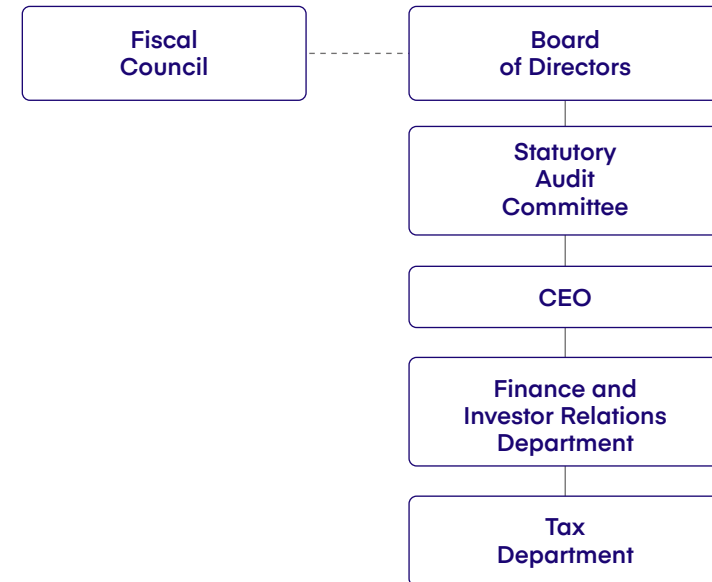 Fiscal
Council
Board
of Directors
Statutory
Audit
Committee
CEO
Finance and
Investor Relations
Department
Tax
Department